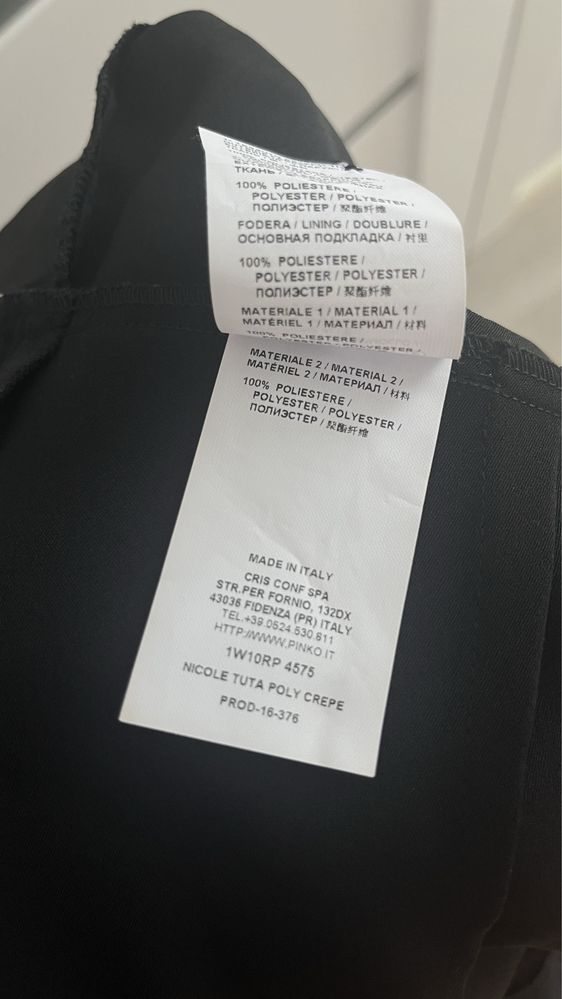 ТКАНЬ /
100% POLIESTERE /
POLYESTER / POLYESTER /
ПОЛИЭСТЕР / 聚酯纤维
FODERA / LINING / DOUBLURE /
ОСНОВНАЯ ПОДКЛАДКА / 衬里
100% POLIESTERE /
POLYESTER / POLYESTER /
ПОЛИЭСТЕР / 聚酯纤维
MATERIALE 1 / MATERIAL 1 /
MATÉRIEL 1 / МАТЕРИАЛ / 材料
100% POLIESTERE /
POLYESTER / POLYESTER /
MATERIALE 2 / MATERIAL 2 /
MATÉRIEL 2 / МАТЕРИАЛ / 材料
100% POLIESTERE /
POLYESTER / POLYESTER /
ПОЛИЭСТЕР / 聚酯纤维
MADE IN ITALY
CRIS CONF SPA
STR.PER FORNIO, 132DX
43036 FIDENZA (PR) ITALY
TEL.+39.0524.530.611
HTTP://WWW.PINKO.IT
1W10RP 4575
NICOLE TUTA POLY CREPE
PROD-16-376